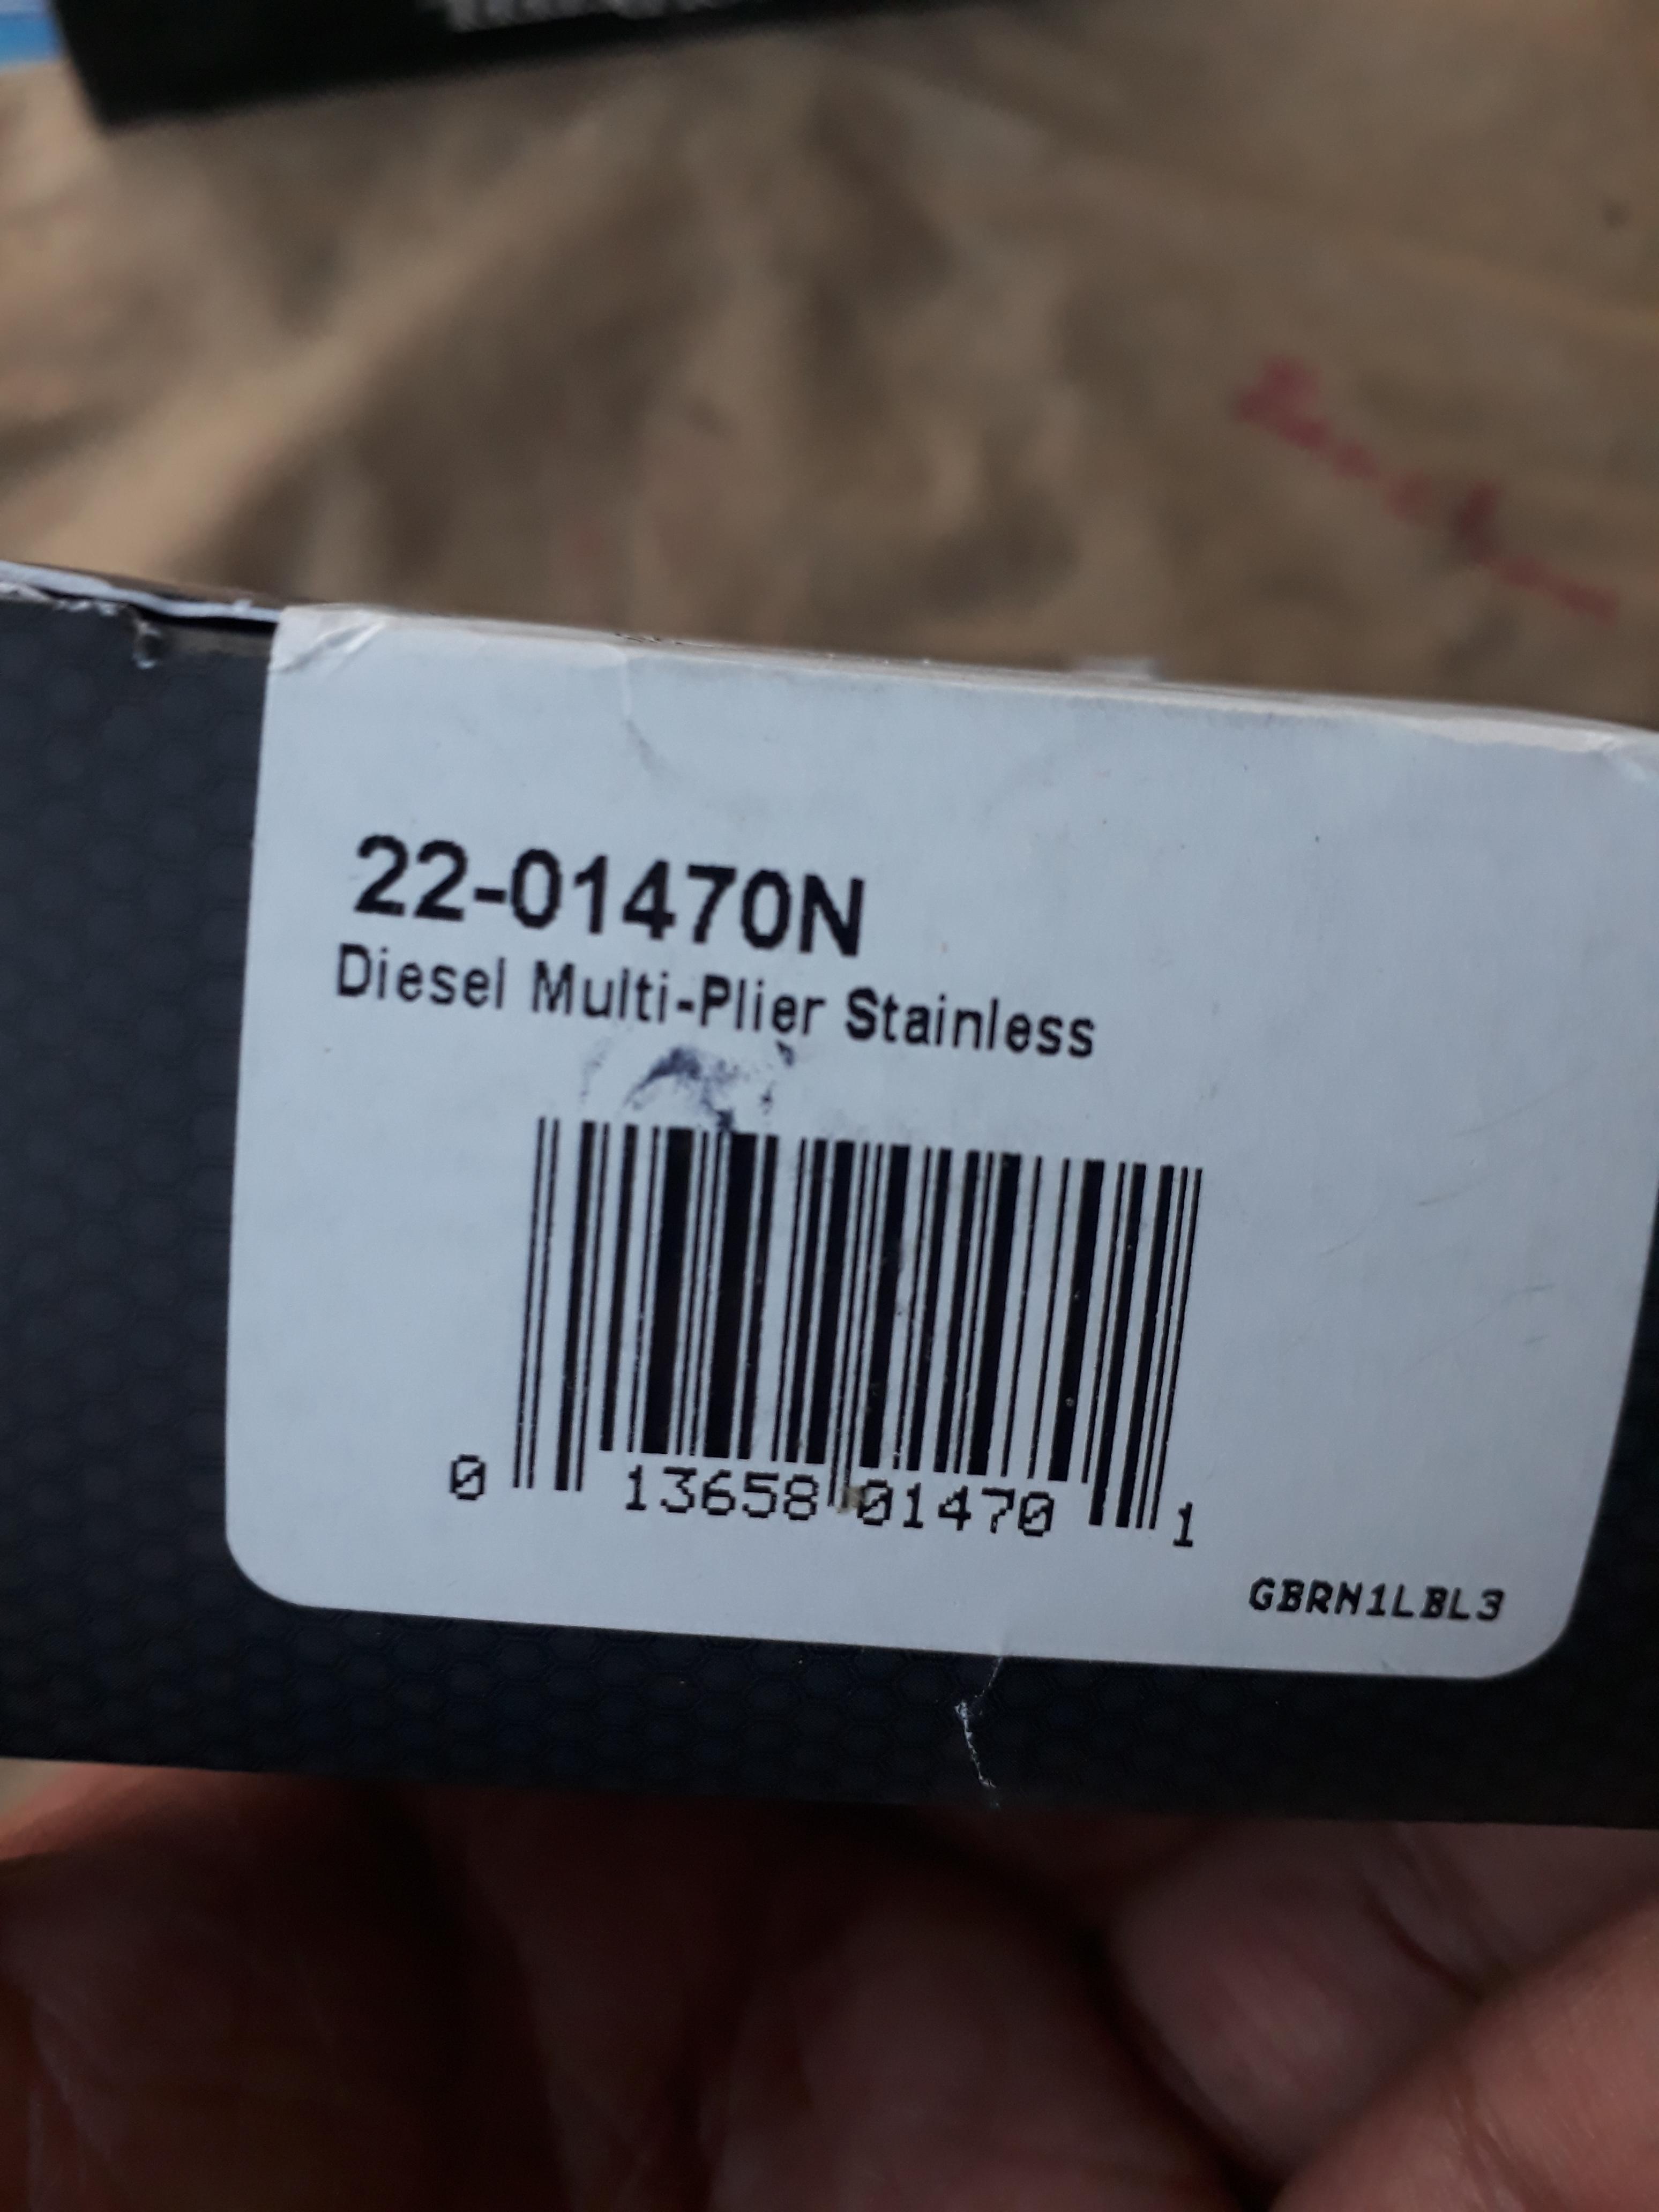 22-01470N
Diesel Multi-Plier Stainless
0 13658 01470 1
GBRN1LBL3